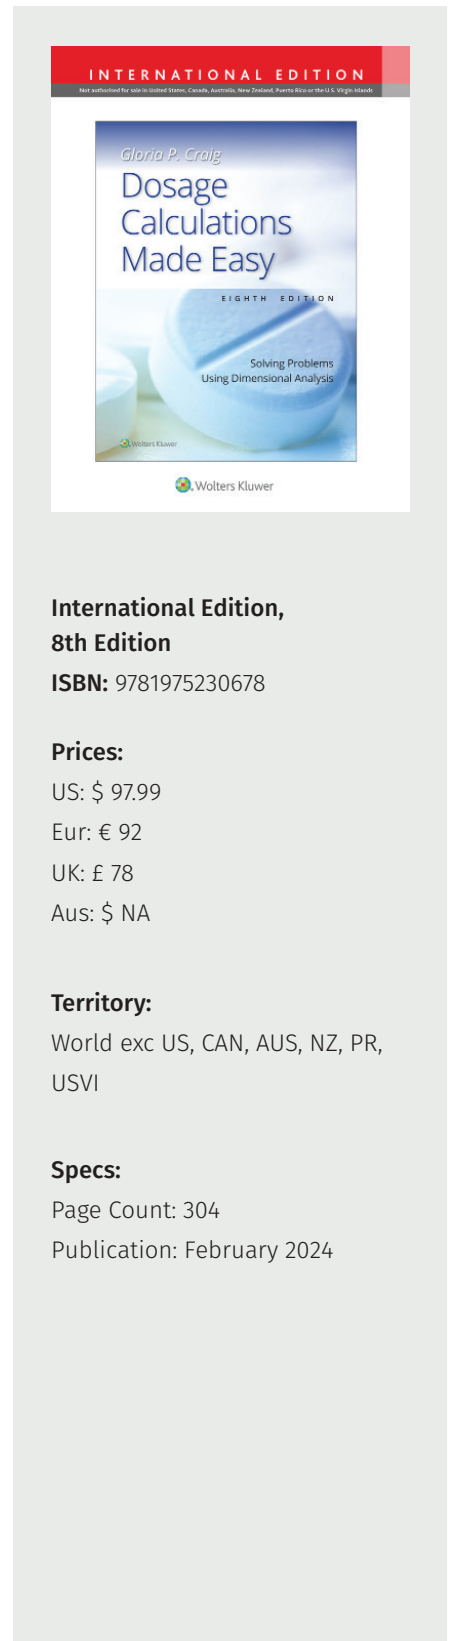 INTERNATIONAL EDITION
Not authorised for sale in United States, Canada, Australia, New Zealand, Puerto Rico or the U.S. Virgin Islands
Gloria P. Craig
Dosage
Calculations
Made Easy
EIGHTH EDITION
Solving Problems
Using Dimensional Analysis
Wolters Kluwer
Wolters Kluwer
International Edition,
8th Edition
ISBN: 9781975230678
Prices:
US: $ 97.99
Eur: € 92
UK: £ 78
Aus: $ NA
Territory:
World exc US, CAN, AUS, NZ, PR,
USVI
Specs:
Page Count: 304
Publication: February 2024